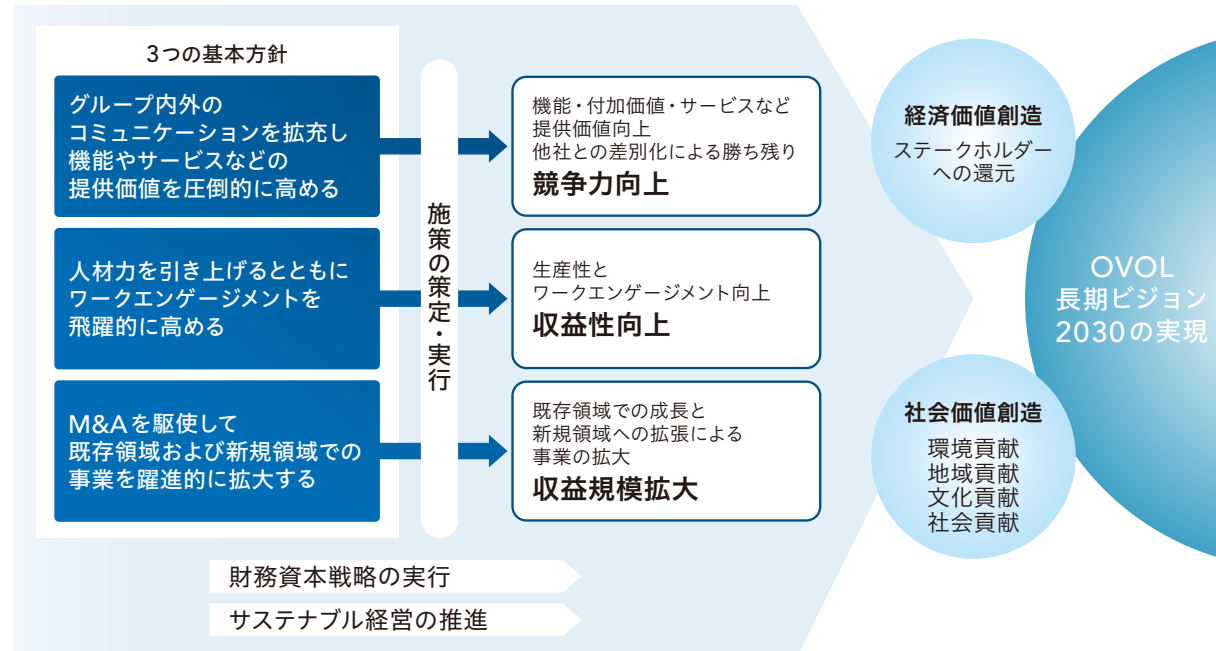 3つの基本方針
グループ内外の
コミュニケーションを拡充し
機能やサービスなどの
提供価値を圧倒的に高める
人材力を引き上げるとともに
ワークエンゲージメントを
飛躍的に高める
M&Aを駆使して
既存領域および新規領域での
事業を躍進的に拡大する
施策の策定・実行
機能・付加価値・サービスなど
提供価値向上
他社との差別化による勝ち残り
競争力向上
生産性と
ワークエンゲージメント向上
収益性向上
既存領域での成長と
新規領域への拡張による
事業の拡大
収益規模拡大
財務資本戦略の実行
サステナブル経営の推進
経済価値創造
ステークホルダー
への還元
社会価値創造
環境貢献
地域貢献
文化貢献
社会貢献
OVOL
長期ビジョン
2030の実現